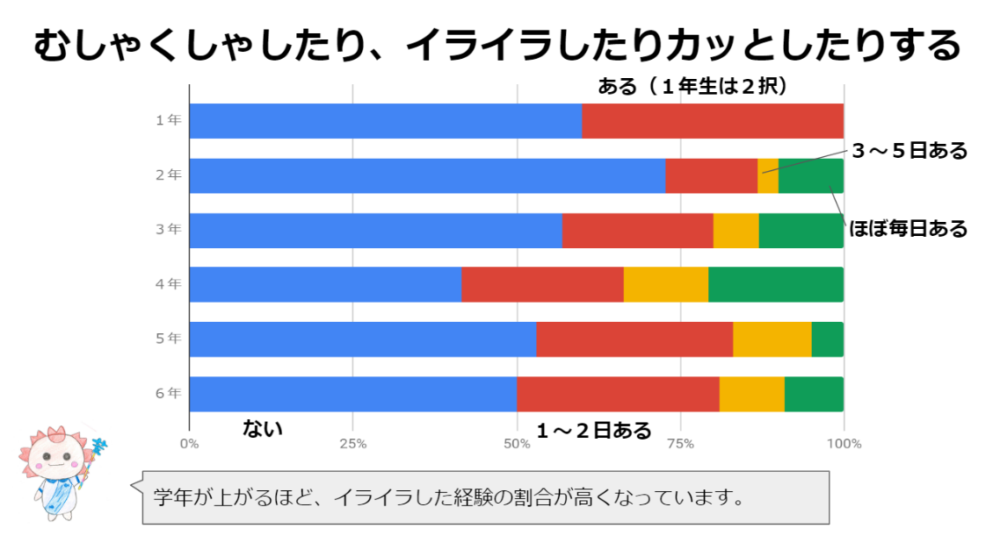 むしゃくしゃしたり、イライラしたりカッとしたりする
ある（１年生は２択）
１年
２年
３～５日ある
３年
ほぼ毎日ある
４年
５年
６年
ない
１～２日ある
0%
25%
50%
75%
100%
学年が上がるほど、イライラした経験の割合が高くなっています。